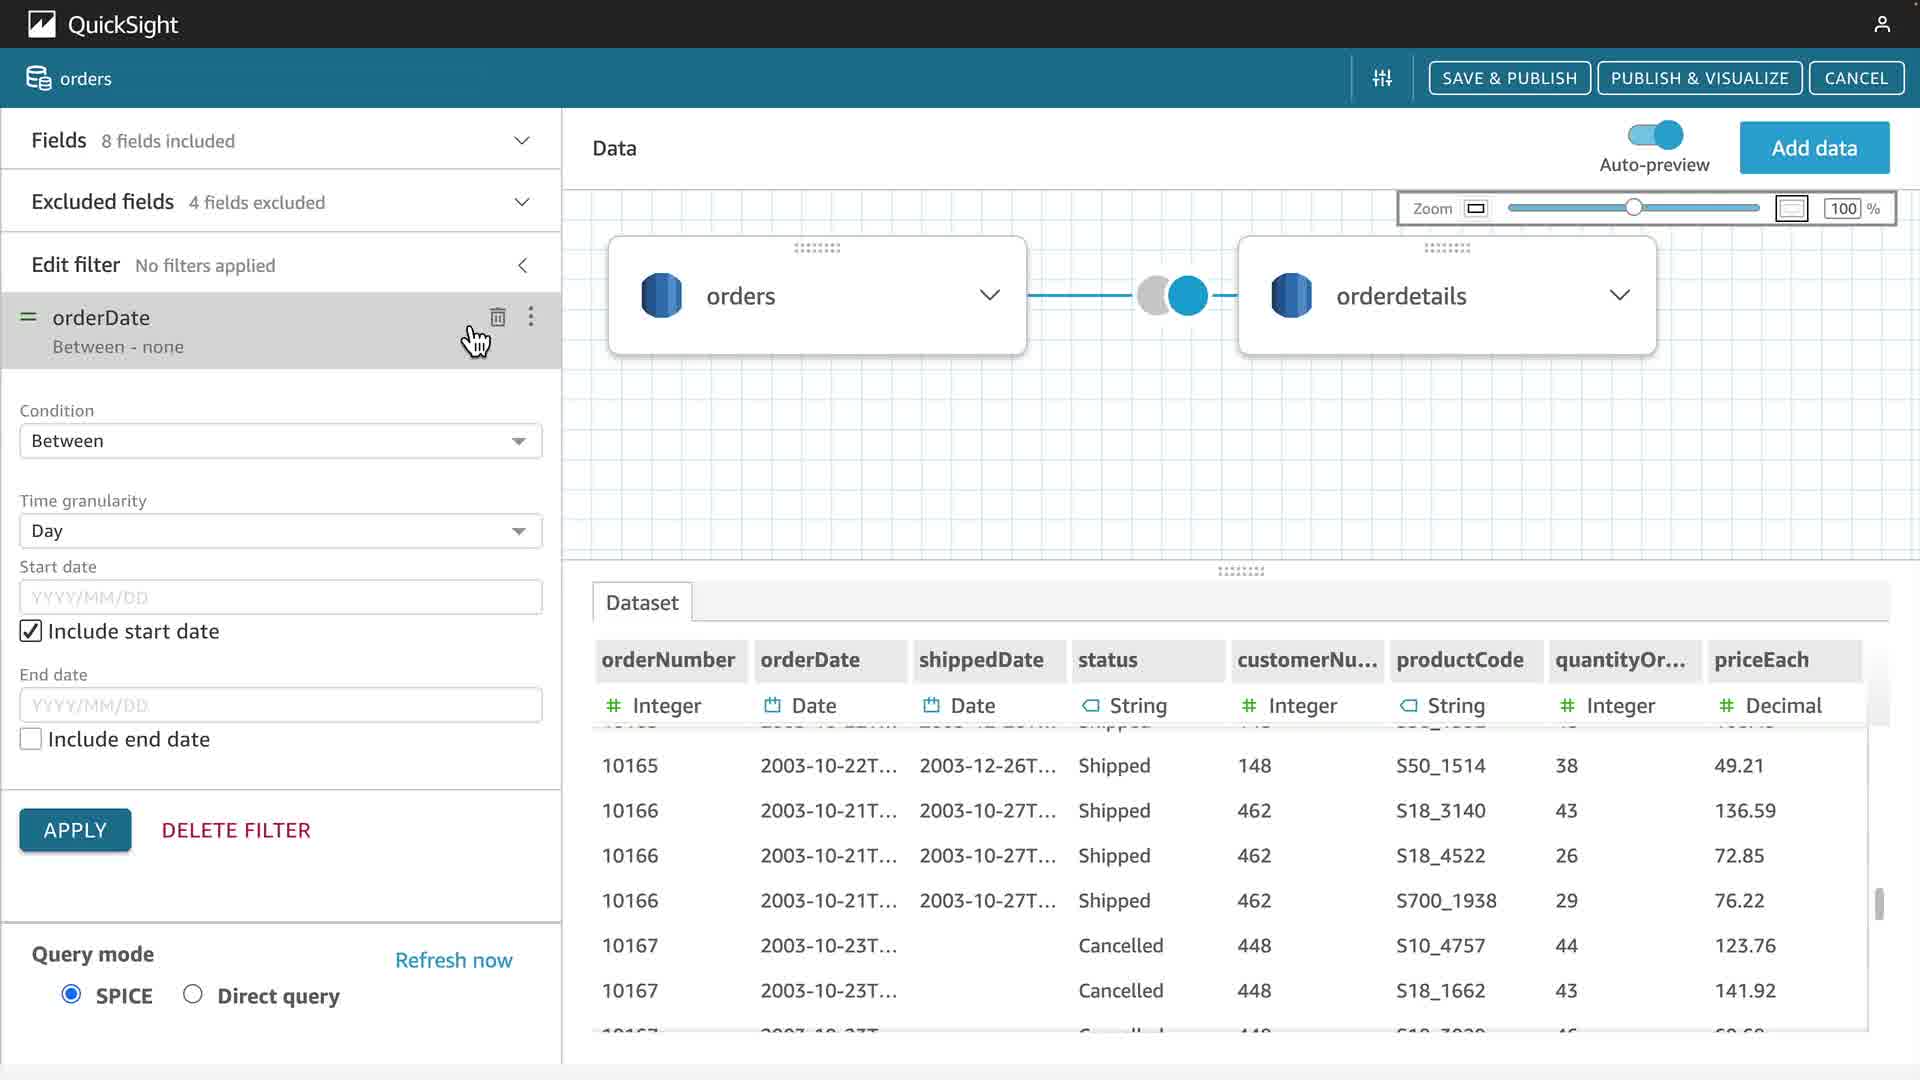 QuickSight
orders
SAVE & PUBLISH
PUBLISH & VISUALIZE
CANCEL
Fields 8 fields included
Excluded fields 4 fields excluded
Edit filter No filters applied
orderDate
Between - none
Condition
Between
Time granularity
Day
Start date
YYYY/MM/DD
Include start date
End date
YYYY/MM/DD
Include end date
APPLY
DELETE FILTER
Query mode
Refresh now
SPICE
Direct query
Data
Auto-preview
Add data
Zoom
100 %
orders
orderdetails
Dataset
orderNumber orderDate shippedDate status customerNu... productCode quantityOr... priceEach
# Integer Date Date String # Integer String # Integer # Decimal
10165 2003-10-22T... 2003-12-26T... Shipped 148 S50_1514 38 49.21
10166 2003-10-21T... 2003-10-27T... Shipped 462 S18_3140 43 136.59
10166 2003-10-21T... 2003-10-27T... Shipped 462 S18_4522 26 72.85
10166 2003-10-21T... 2003-10-27T... Shipped 462 S700_1938 29 76.22
10167 2003-10-23T... Cancelled 448 S10_4757 44 123.76
10167 2003-10-23T... Cancelled 448 S18_1662 43 141.92